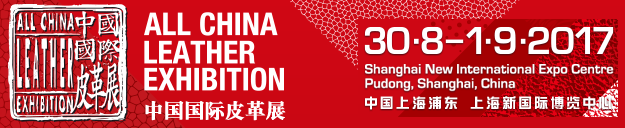 ALL CHINA
中國
國際
LEATHER
皮革展
EXHIBITION
ALL CHINA
LEATHER
EXHIBITION
中国国际皮革展
30·8–1·9·2017
Shanghai New International Expo Centre
Pudong, Shanghai, China
中国上海浦东 上海新国际博览中心